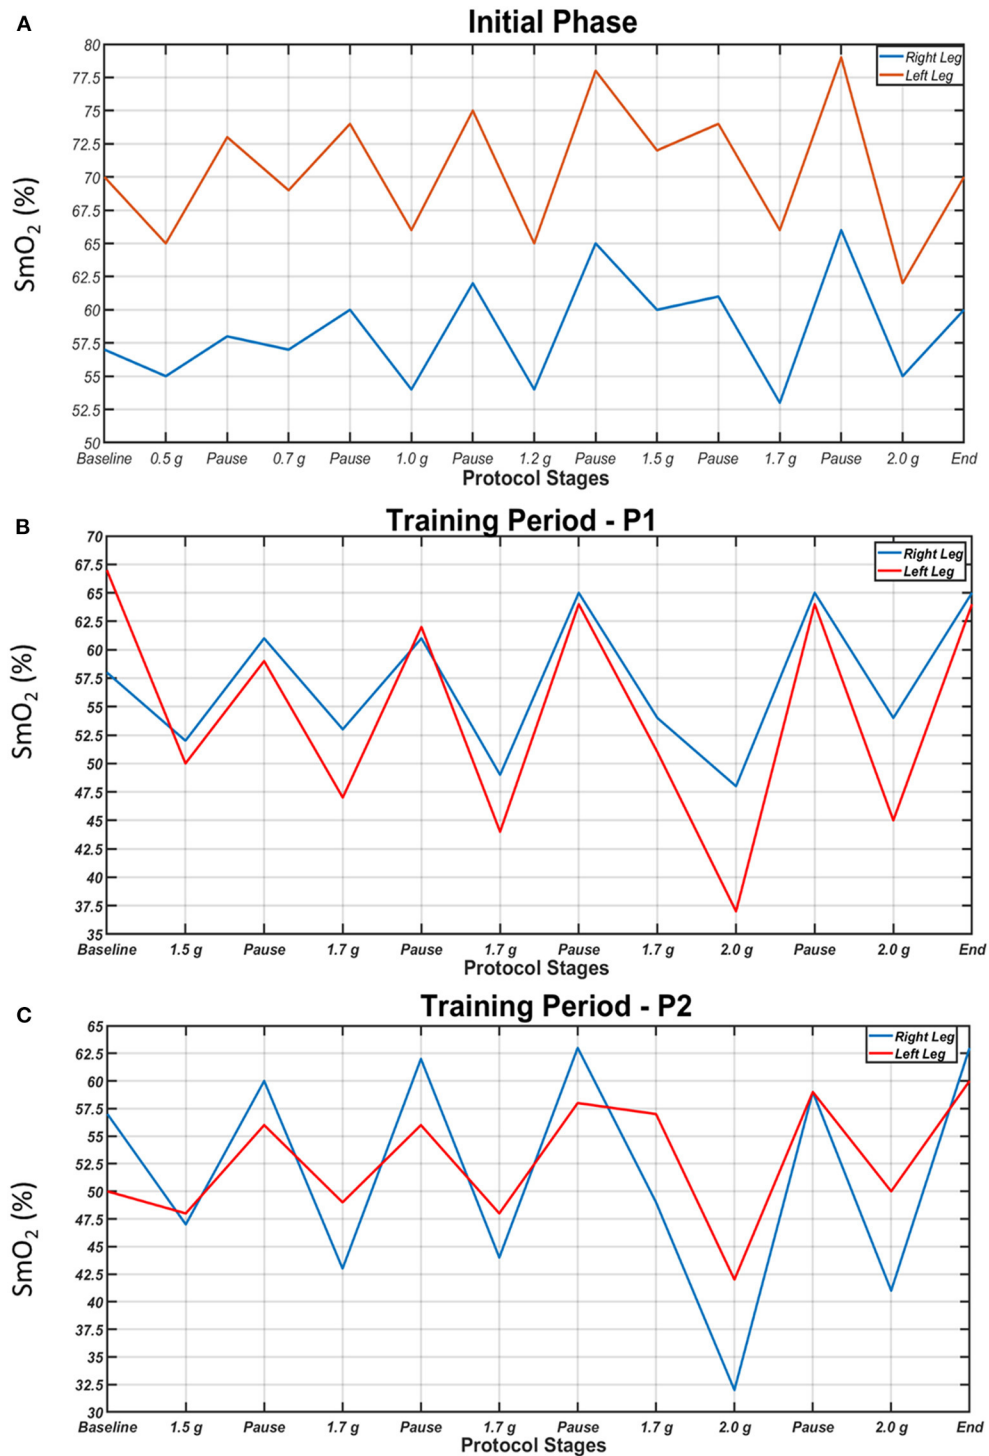 A
Initial Phase
Right Leg
Left Leg
80
77.5
75
72.5
70
67.5
65
62.5
60
57.5
55
52.5
50
SmO₂ (%)
Baseline 0.5 g Pause 0.7 g Pause 1.0 g Pause 1.2 g Pause 1.5 g Pause 1.7 g Pause 2.0 g End
Protocol Stages
B
Training Period - P1
Right Leg
Left Leg
70
67.5
65
62.5
60
57.5
55
52.5
50
47.5
45
42.5
40
37.5
35
SmO₂ (%)
Baseline 1.5 g Pause 1.7 g Pause 1.7 g Pause 1.7 g 2.0 g Pause 2.0 g End
Protocol Stages
C
Training Period - P2
Right Leg
Left Leg
65
62.5
60
57.5
55
52.5
50
47.5
45
42.5
40
37.5
35
32.5
30
SmO₂ (%)
Baseline 1.5 g Pause 1.7 g Pause 1.7 g Pause 1.7 g 2.0 g Pause 2.0 g End
Protocol Stages